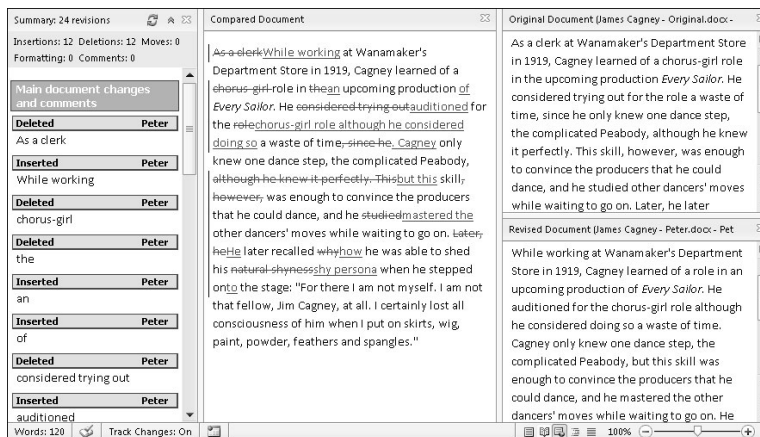 Summary: 24 revisions
Insertions: 12 Deletions: 12 Moves: 0
Formatting: 0 Comments: 0
Main document changes
and comments
Deleted Peter
As a clerk
Inserted Peter
While working
Deleted Peter
chorus-girl
Deleted Peter
the
Inserted Peter
an
Inserted Peter
of
Deleted Peter
considered trying out
Inserted Peter
auditioned
Compared Document
As a clerkWhile working at Wanamaker's
Department Store in 1919, Cagney learned of a
chorus-girl role in thean upcoming production of
Every Sailor. He considered trying outauditioned for
the rolechorus-girl role although he considered
doing so a waste of time, since he. Cagney only
knew one dance step, the complicated Peabody,
although he knew it perfectly. Thisbut this skill,
however, was enough to convince the producers
that he could dance, and he studiedmastered the
other dancers' moves while waiting to go on. Later,
heHe later recalled whyhow he was able to shed
his natural shynessshy persona when he stepped
onto to the stage: "For there I am not myself. I am not
that fellow, Jim Cagney, at all. I certainly lost all
consciousness of him when I put on skirts, wig,
paint, powder, feathers and spangles."
Original Document (James Cagney - Original.docx -
As a clerk at Wanamaker's Department Store
in 1919, Cagney learned of a chorus-girl role
in the upcoming production Every Sailor. He
considered trying out for the role a waste of
time, since he only knew one dance step,
the complicated Peabody, although he knew
it perfectly. This skill, however, was enough
to convince the producers that he could
dance, and he studied other dancers' moves
while waiting to go on. Later, he later
Revised Document (James Cagney - Peter.docx - Pet
While working at Wanamaker's Department
Store in 1919, Cagney learned of a role in an
upcoming production of Every Sailor. He
auditioned for the chorus-girl role although
he considered doing so a waste of time.
Cagney only knew one dance step, the
complicated Peabody, but this skill was
enough to convince the producers that he
could dance, and he mastered the other
dancers' moves while waiting to go on. He
Words: 120 Track Changes: On 100%